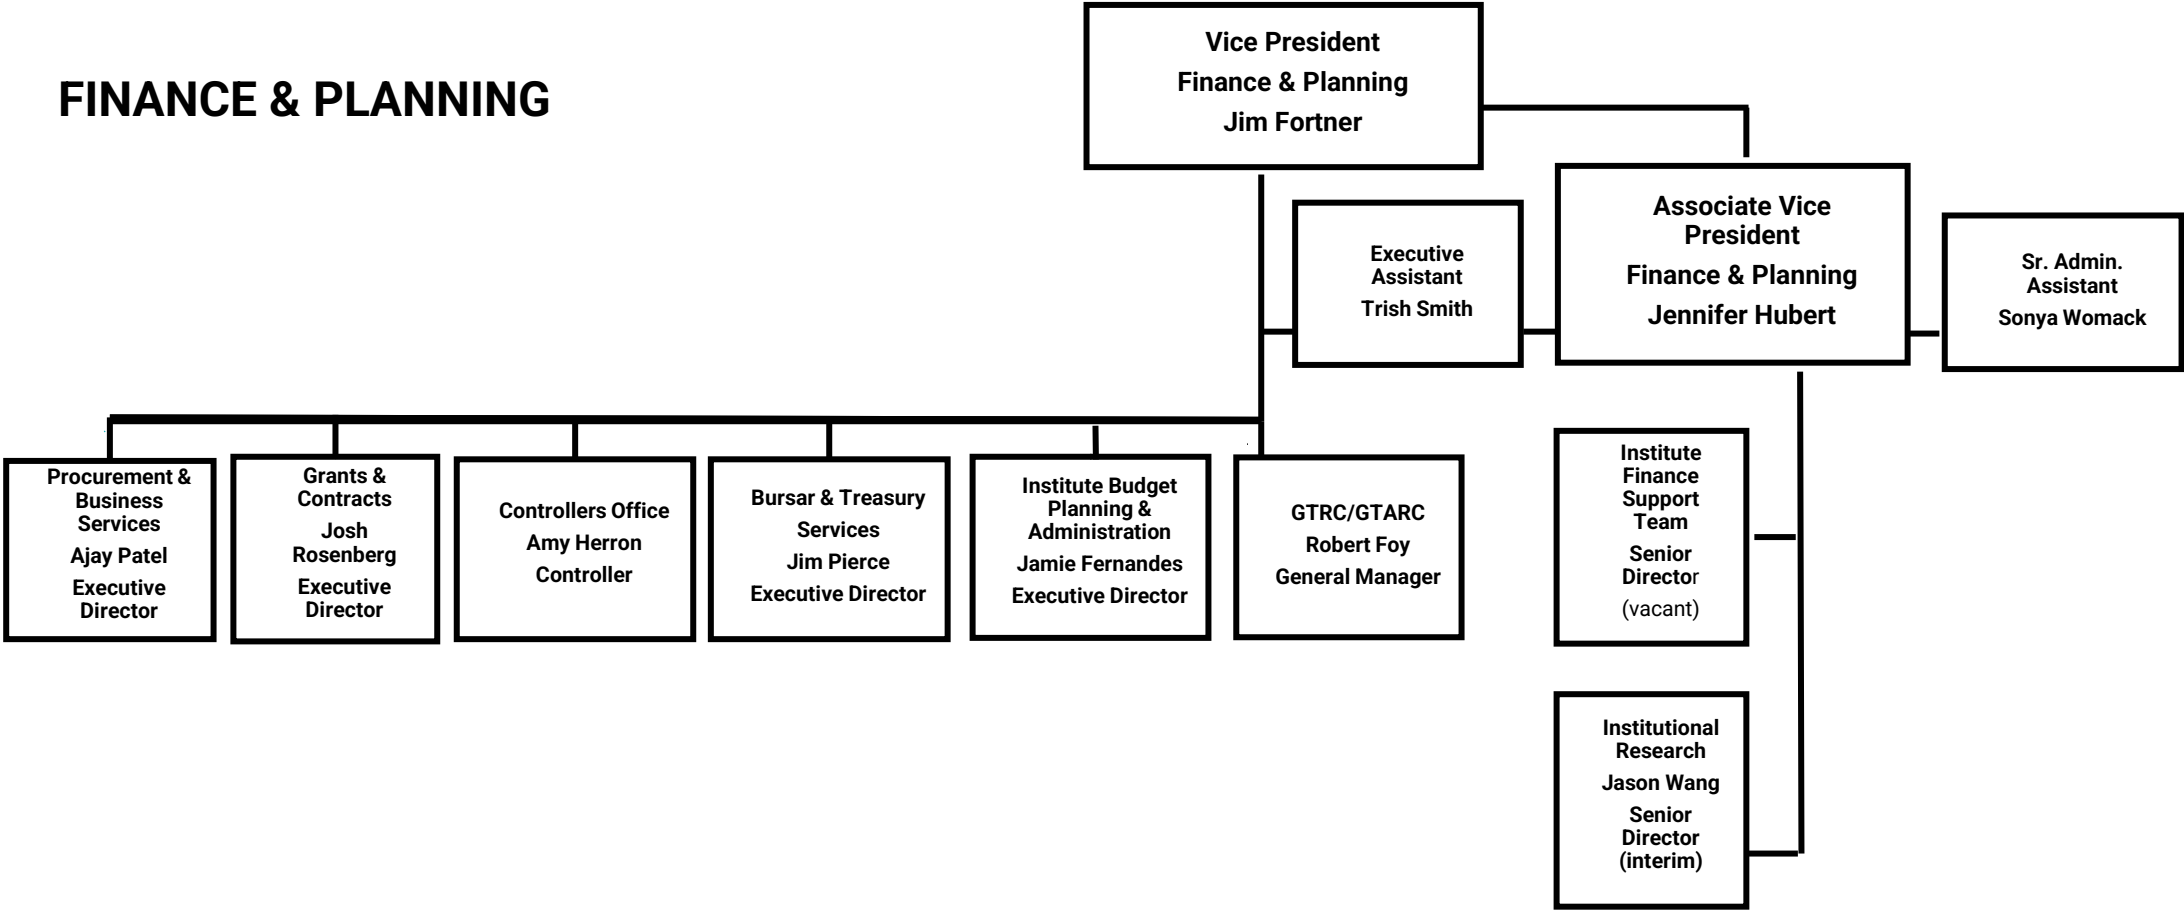 FINANCE & PLANNING
Vice President
Finance & Planning
Jim Fortner
Associate Vice
President
Finance & Planning
Jennifer Hubert
Executive
Assistant
Trish Smith
Sr. Admin.
Assistant
Sonya Womack
Procurement &
Business
Services
Ajay Patel
Executive
Director
Grants &
Contracts
Josh
Rosenberg
Executive
Director
Controllers Office
Amy Herron
Controller
Bursar & Treasury
Services
Jim Pierce
Executive Director
Institute Budget
Planning &
Administration
Jamie Fernandes
Executive Director
GTRC/GTARC
Robert Foy
General Manager
Institute
Finance
Support
Team
Senior
Director
(vacant)
Institutional
Research
Jason Wang
Senior
Director
(interim)